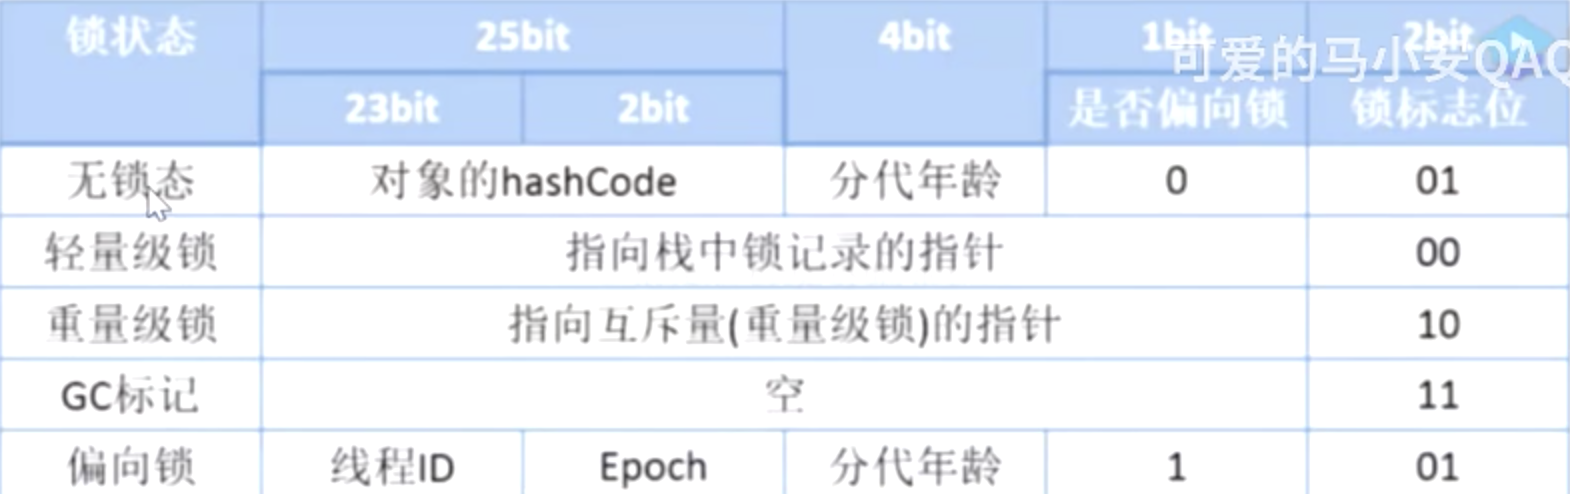 锁状态 25bit 4bit 1bit 2bit
可爱的马小安QAQ
23bit 2bit 是否偏向锁 锁标志位
无锁态 对象的hashCode 分代年龄 0 01
轻量级锁 指向栈中锁记录的指针 00
重量级锁 指向互斥量(重量级锁)的指针 10
GC标记 空 11
偏向锁 线程ID Epoch 分代年龄 1 01